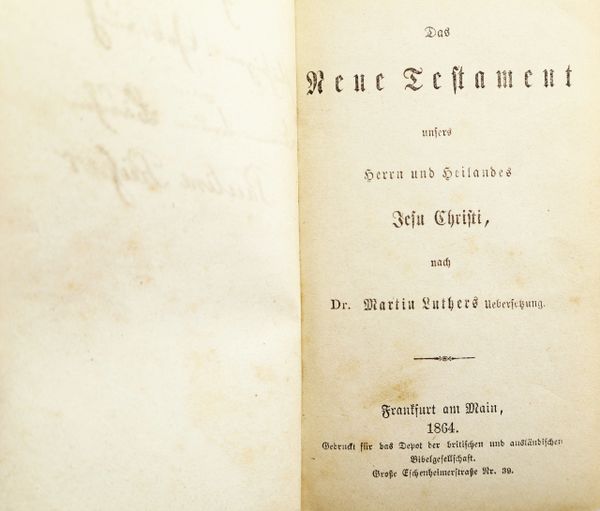 Das
Neue Testament
unsers
Herrn und Heilandes
Jesu Christi,
nach
Dr. Martin Luthers Uebersetzung.
Frankfurt am Main,
1864.
Gedruckt für das Depot der britischen und ausländischen
Bibelgesellschaft.
Große Eschenheimerstraße Nr. 39.